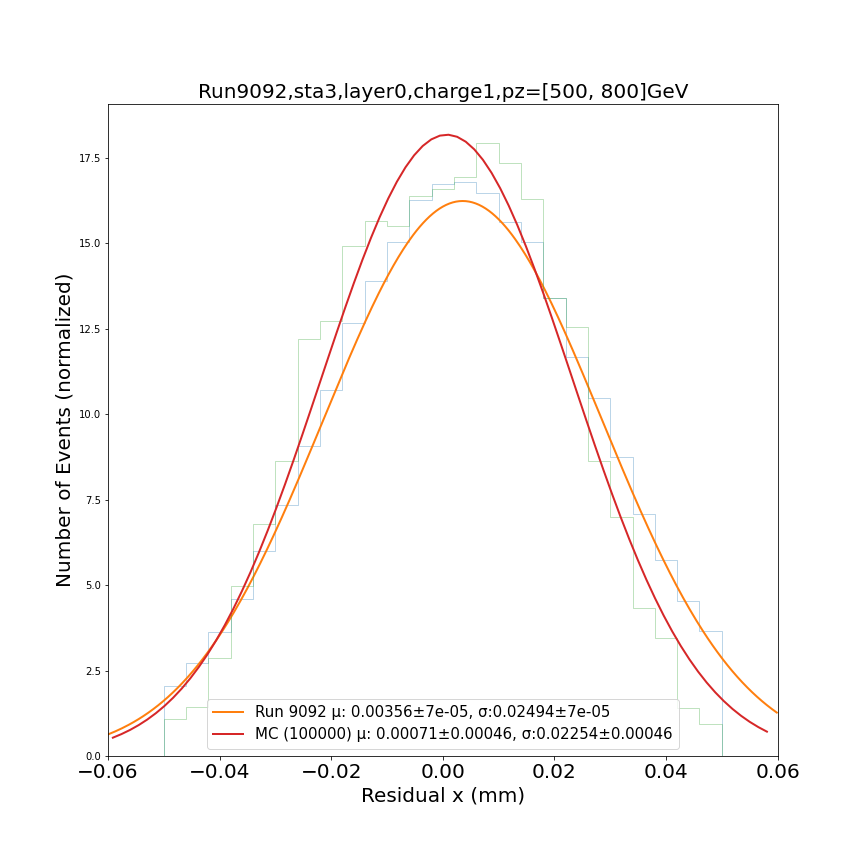 Run9092,sta3,layer0,charge1,pz=[500, 800]GeV
Number of Events (normalized)
17.5
15.0
12.5
10.0
7.5
5.0
2.5
0.0
Run 9092 μ: 0.00356±7e-05, σ:0.02494±7e-05
MC (100000) μ: 0.00071±0.00046, σ:0.02254±0.00046
−0.06 −0.04 −0.02 0.00 0.02 0.04 0.06
Residual x (mm)